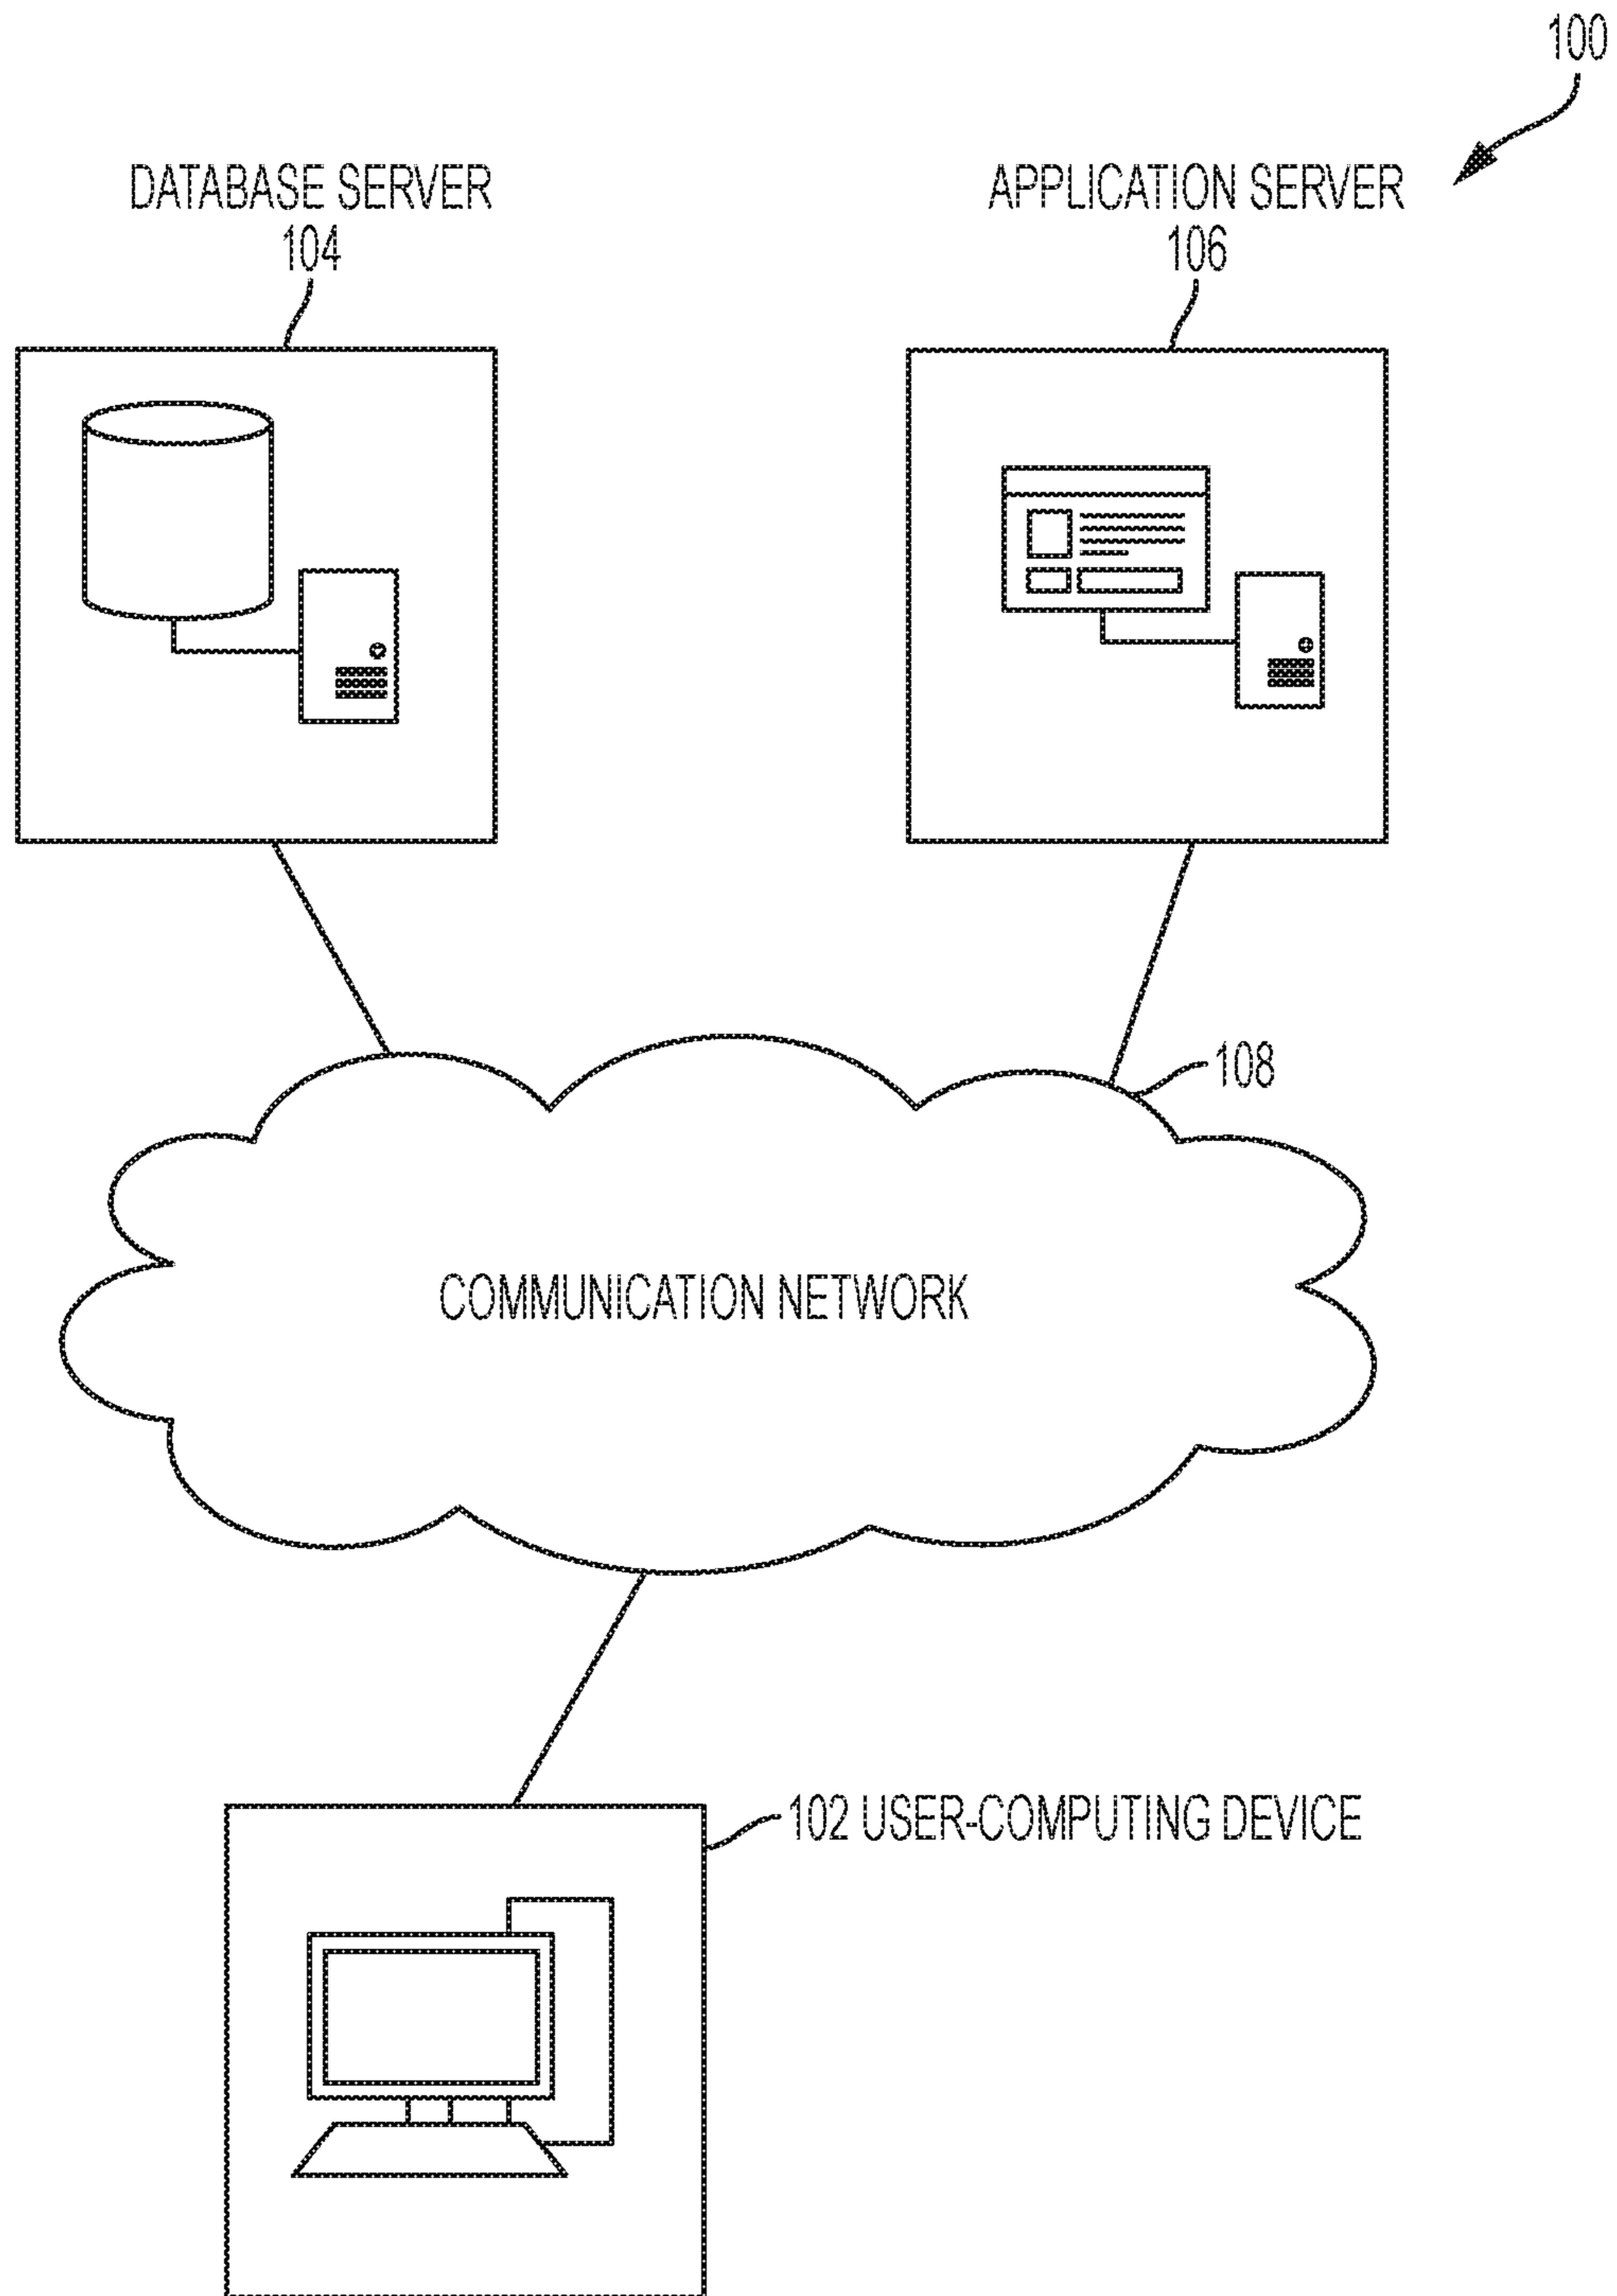 100
DATABASE SERVER
104
APPLICATION SERVER
106
108
COMMUNICATION NETWORK
102 USER-COMPUTING DEVICE